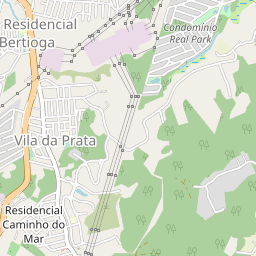 Residencial
Bertioga
Condomínio
Real Park
Vila da Prata
Residencial
Caminho do
Mar